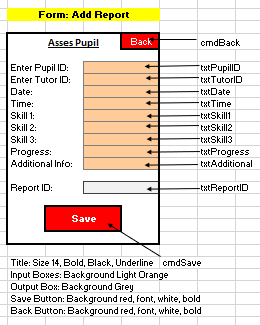 Form: Add Report
Asses Pupil Back cmdBack
Enter Pupil ID: txtPupilID
Enter Tutor ID: txtTutorID
Date: txtDate
Time: txtTime
Skill 1: txtSkill1
Skill 2: txtSkill2
Skill 3: txtSkill3
Progress: txtProgress
Additional Info: txtAdditional
Report ID: txtReportID
Save
Title: Size 14, Bold, Black, Underline cmdSave
Input Boxes: Background Light Orange
Output Box: Background Grey
Save Button: Background red, font, white, bold
Back Button: Background red, font, white, bold